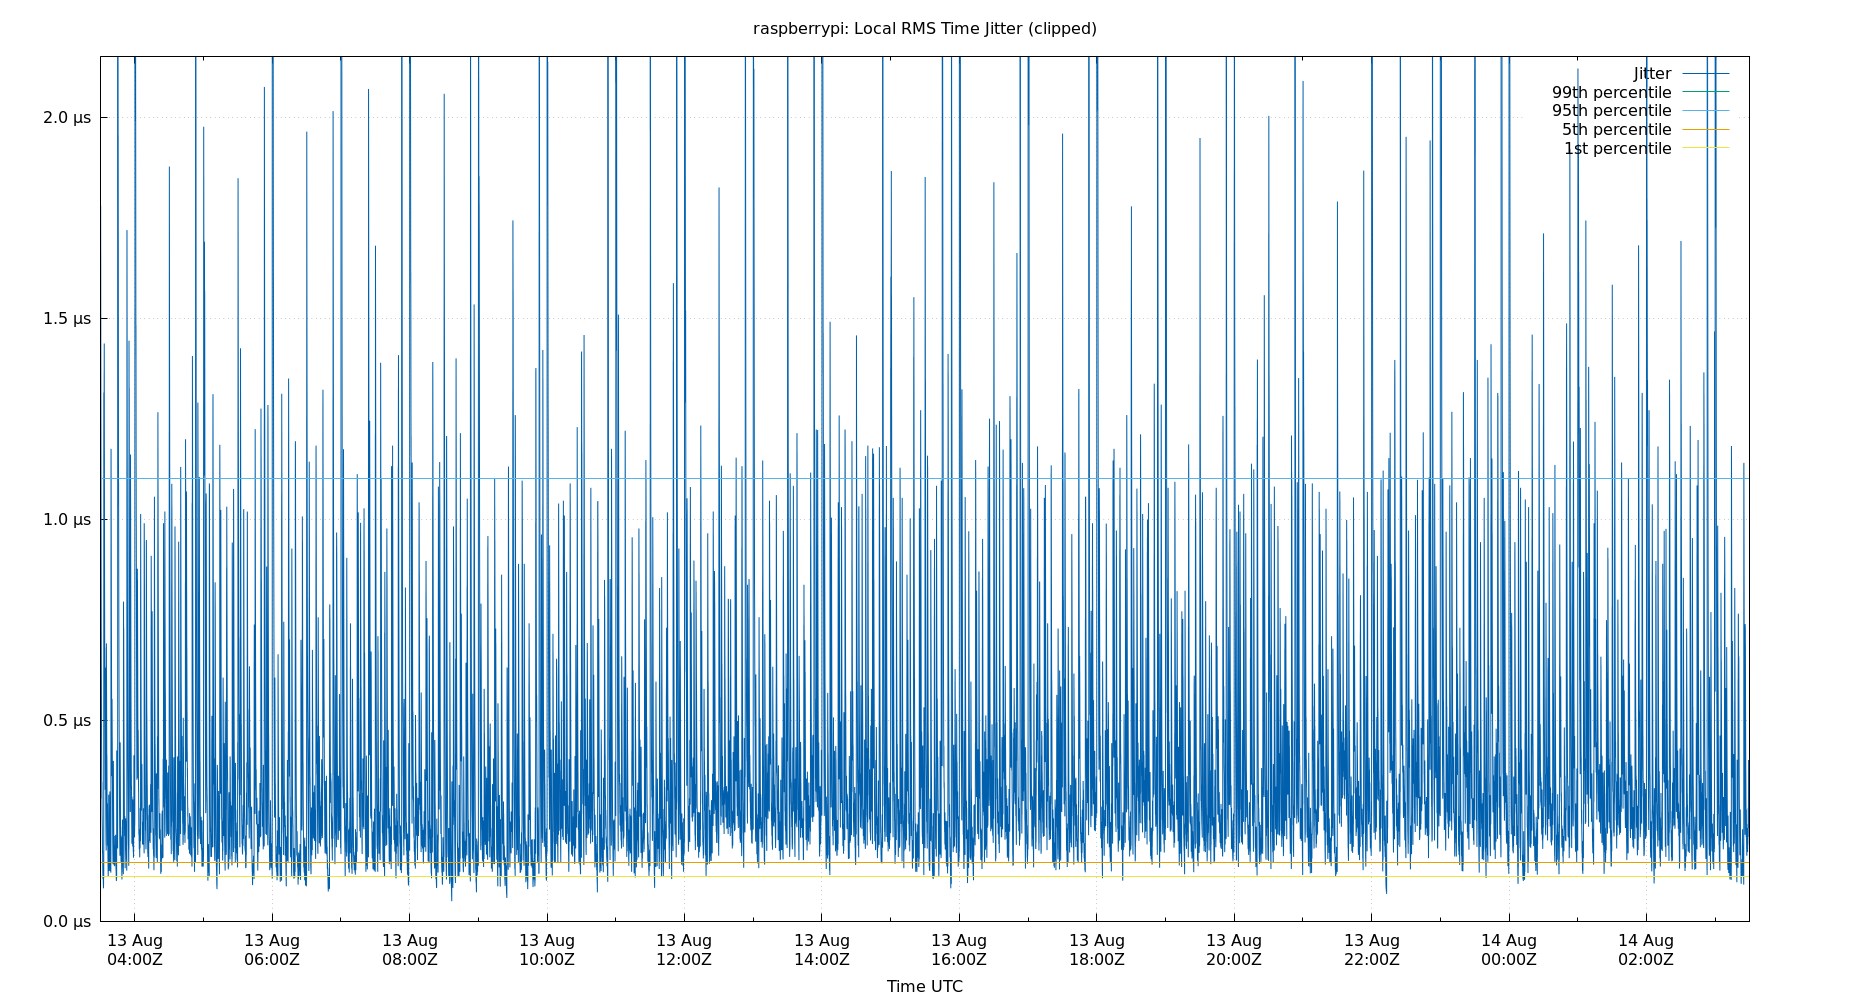 raspberrypi: Local RMS Time Jitter (clipped)
Jitter
99th percentile
95th percentile
5th percentile
1st percentile
2.0 µs
1.5 µs
1.0 µs
0.5 µs
0.0 µs
13 Aug 13 Aug 13 Aug 13 Aug 13 Aug 13 Aug 13 Aug 13 Aug 13 Aug 13 Aug 14 Aug 14 Aug
04:00Z 06:00Z 08:00Z 10:00Z 12:00Z 14:00Z 16:00Z 18:00Z 20:00Z 22:00Z 00:00Z 02:00Z
Time UTC